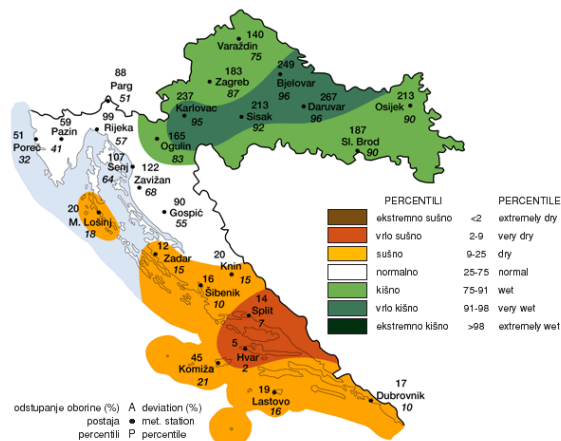 140
Varaždin
75
249
Bjelovar
96
183
Zagreb
87
88
Parg
51
237
Karlovac
95
267
Daruvar
96
213
Osijek
90
213
Sisak
92
59
Pazin
41
99
Rijeka
57
51
Poreč
32
165
Ogulin
83
187
Sl. Brod
90
107
Senj
64
122
Zavižan
68
90
Gospić
55
20
M. Lošinj
18
12
Zadar
15
20
Knin
15
16
Šibenik
10
14
Split
7
5
Hvar
2
45
Komiža
21
19
Lastovo
16
17
Dubrovnik
10
PERCENTILI PERCENTILE
ekstremno sušno <2 extremely dry
vrlo sušno 2-9 very dry
sušno 9-25 dry
normalno 25-75 normal
kišno 75-91 wet
vrlo kišno 91-98 very wet
ekstremno kišno >98 extremely wet
odstupanje oborine (%) A deviation (%)
postaja ● met. station
percentili P percentile